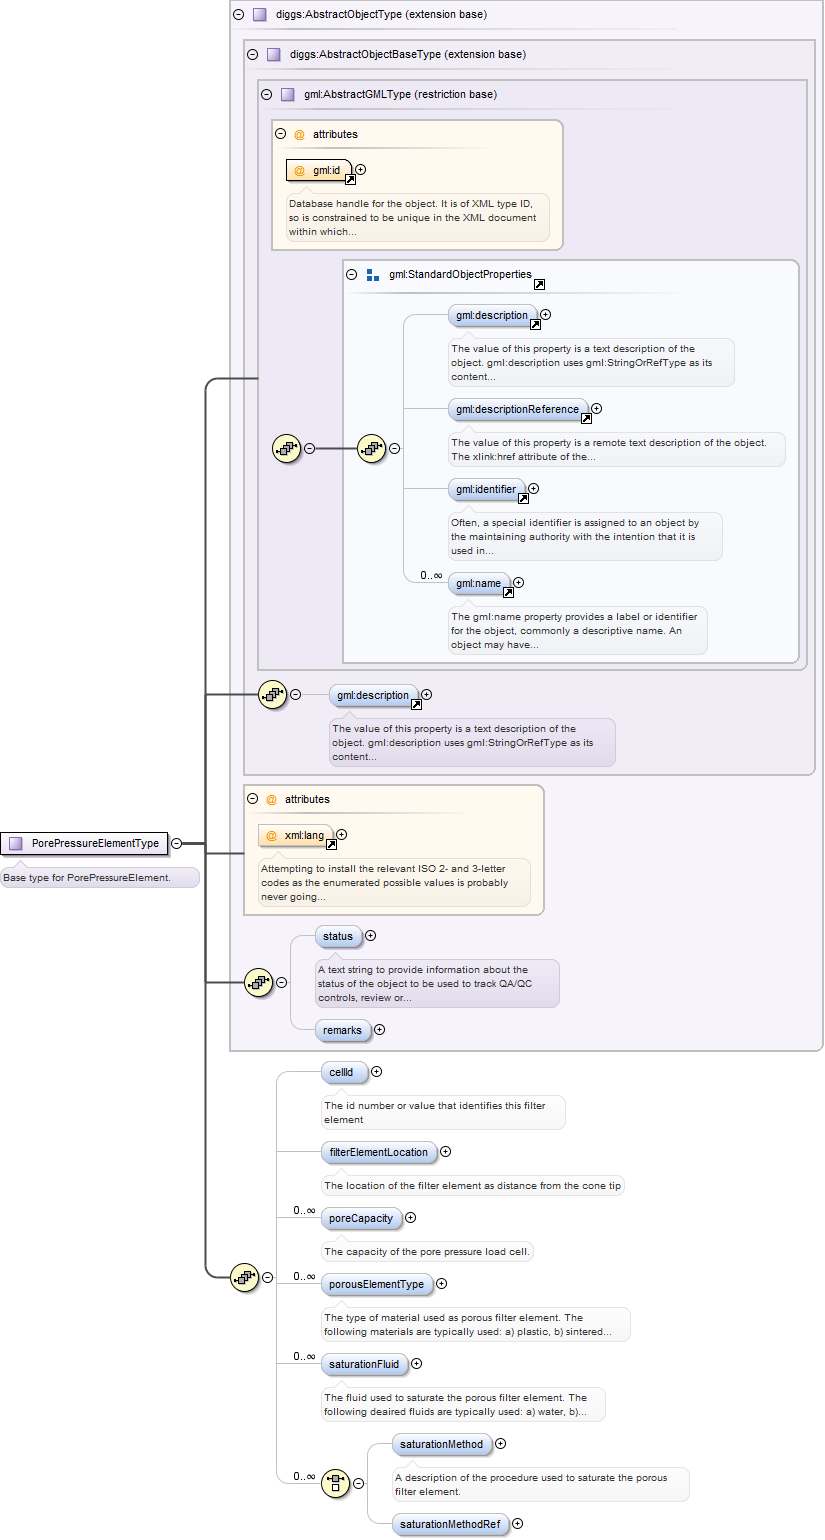 diggs:AbstractObjectType (extension base)
diggs:AbstractObjectBaseType (extension base)
gml:AbstractGMLType (restriction base)
@ attributes
@ gml:id
Database handle for the object. It is of XML type ID,
so is constrained to be unique in the XML document
within which...
gml:StandardObjectProperties
gml:description
The value of this property is a text description of the
object. gml:description uses gml:StringOrRefType as its
content...
gml:descriptionReference
The value of this property is a remote text description of the object.
The xlink:href attribute of the...
gml:identifier
Often, a special identifier is assigned to an object by
the maintaining authority with the intention that it is
used in...
0..∞
gml:name
The gml:name property provides a label or identifier
for the object, commonly a descriptive name. An
object may have...
gml:description
The value of this property is a text description of the
object. gml:description uses gml:StringOrRefType as its
content...
@ attributes
@ xml:lang
Attempting to install the relevant ISO 2- and 3-letter
codes as the enumerated possible values is probably
never going...
PorePressureElementType
Base type for PorePressureElement.
status
A text string to provide information about the
status of the object to be used to track QA/QC
controls, review or...
remarks
cellId
The id number or value that identifies this filter
element
filterElementLocation
The location of the filter element as distance from the cone tip
0..∞
poreCapacity
The capacity of the pore pressure load cell.
0..∞
porousElementType
The type of material used as porous filter element. The
following materials are typically used: a) plastic, b) sintered...
0..∞
saturationFluid
The fluid used to saturate the porous filter element. The
following deaired fluids are typically used: a) water, b)...
0..∞
saturationMethod
A description of the procedure used to saturate the porous
filter element.
saturationMethodRef